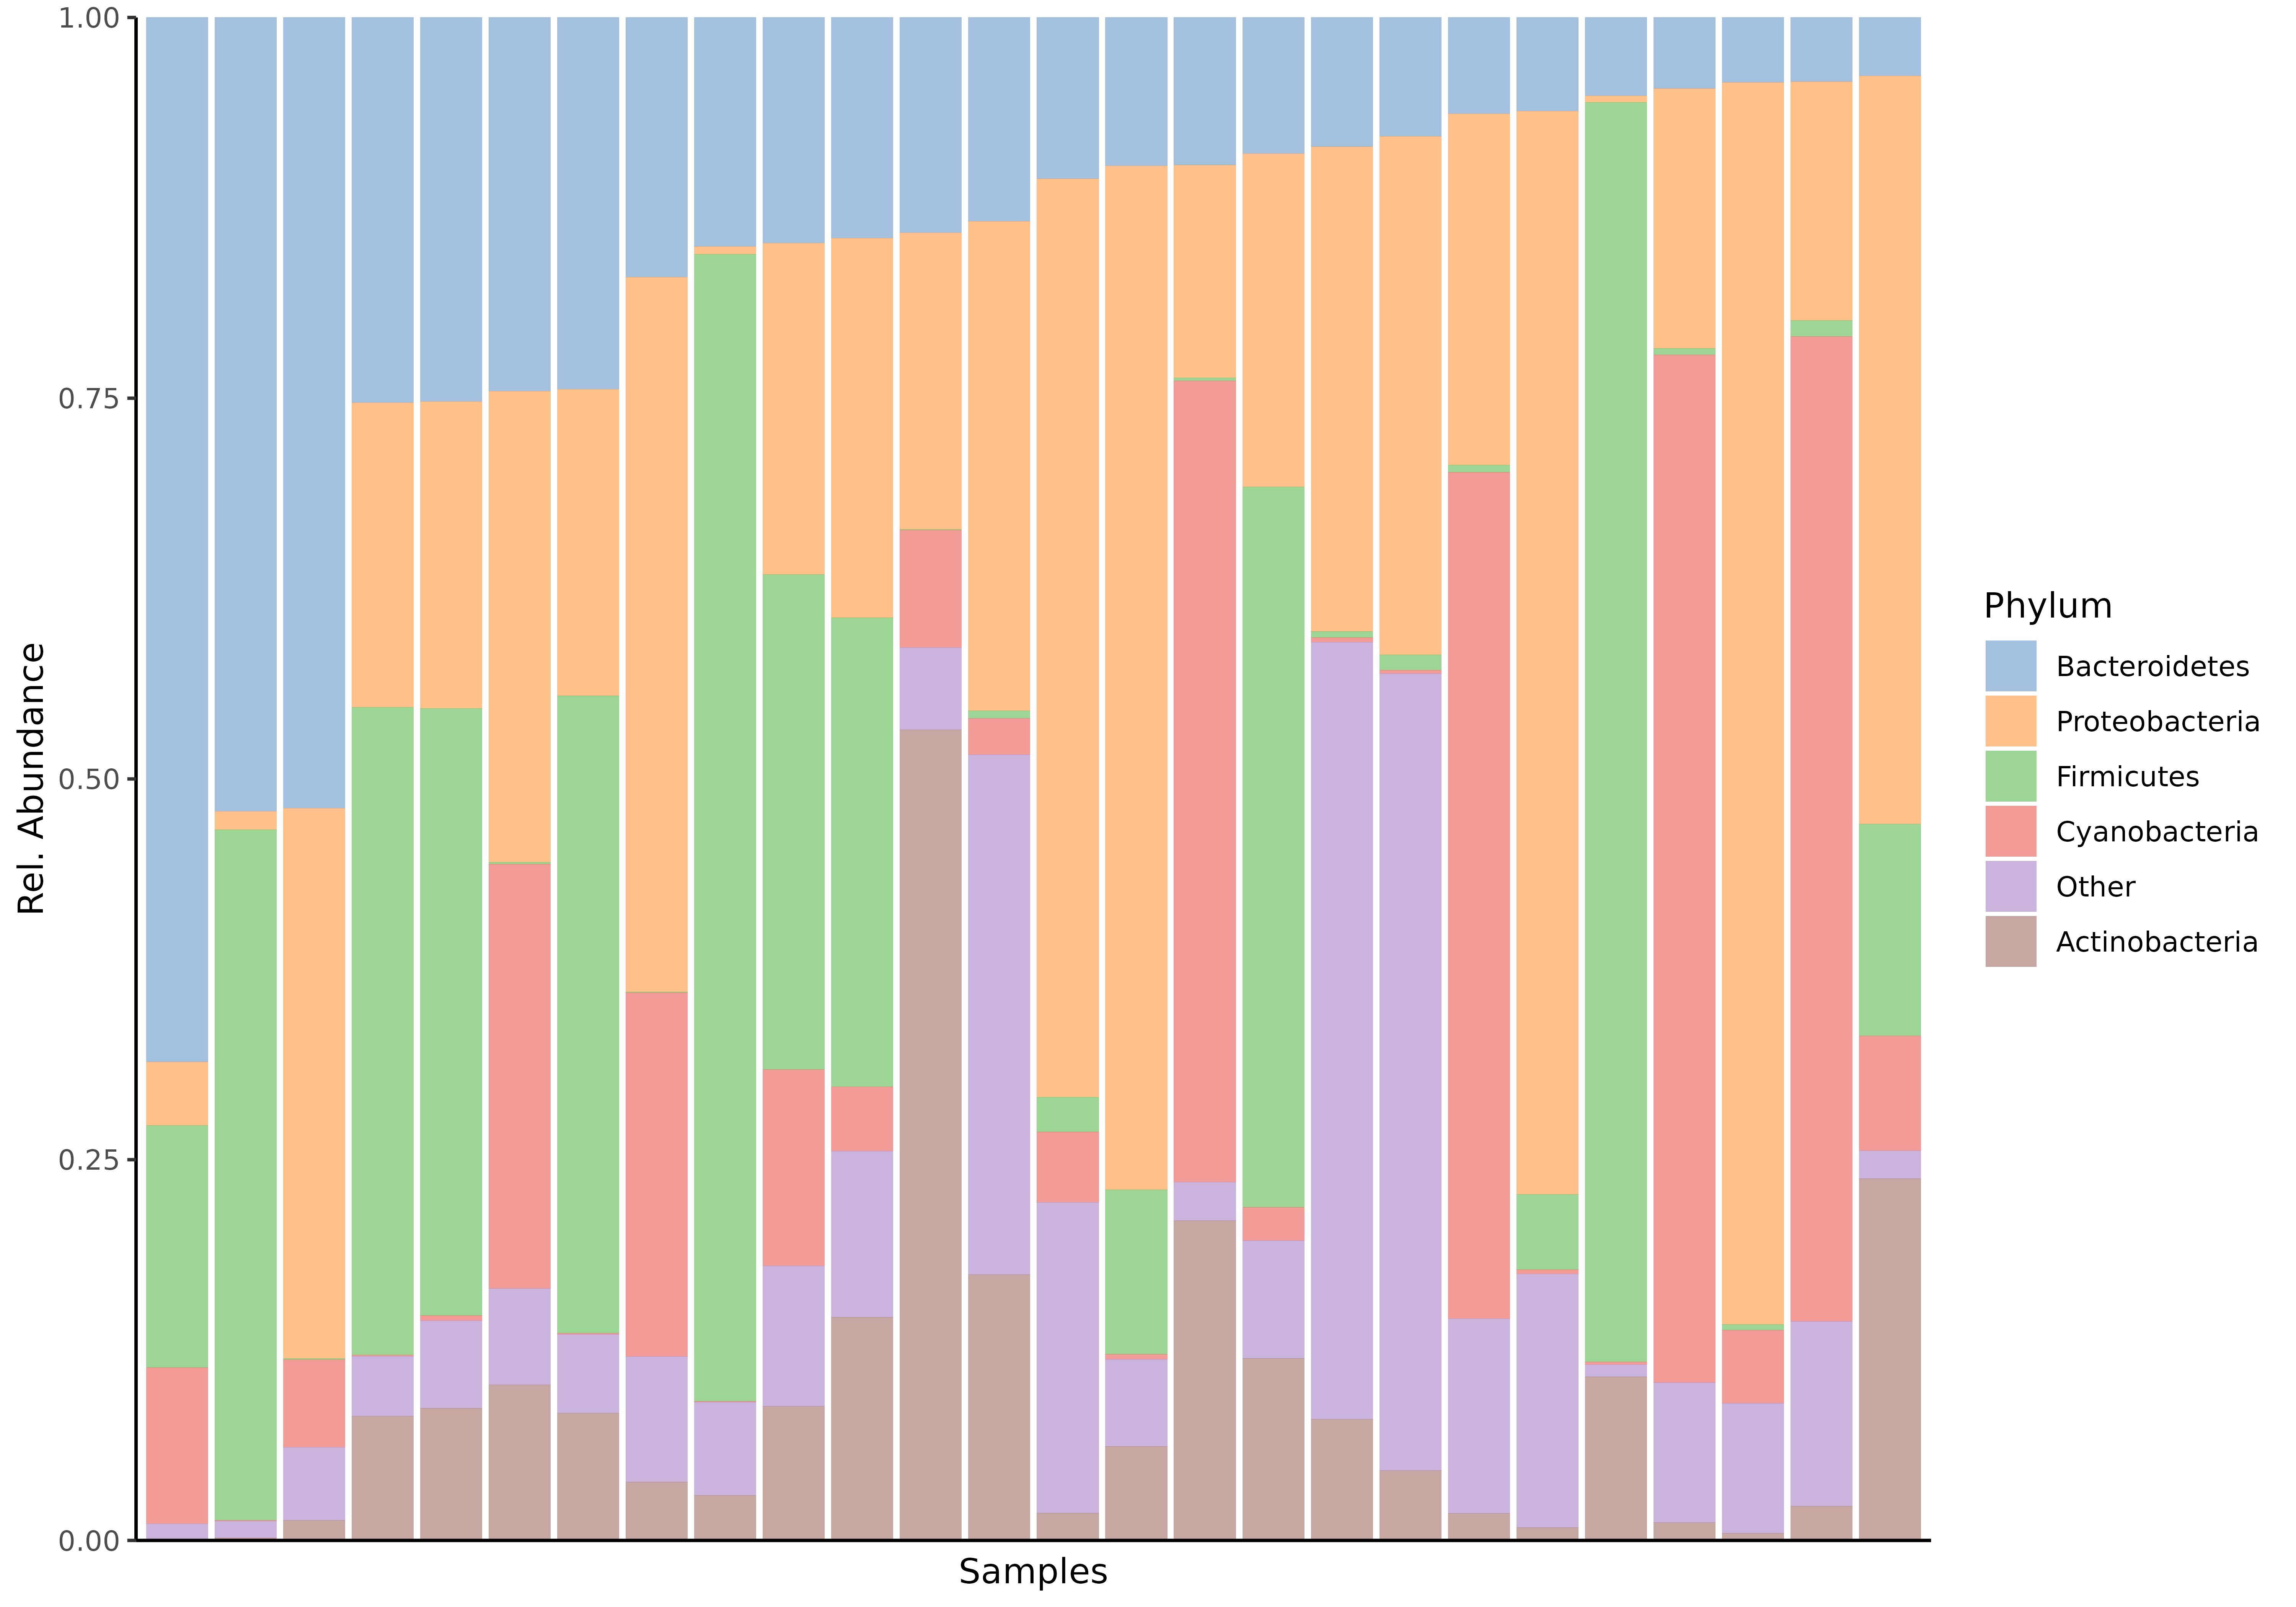 1.00
0.75
0.50
0.25
0.00
Rel. Abundance
Samples
Phylum
Bacteroidetes
Proteobacteria
Firmicutes
Cyanobacteria
Other
Actinobacteria